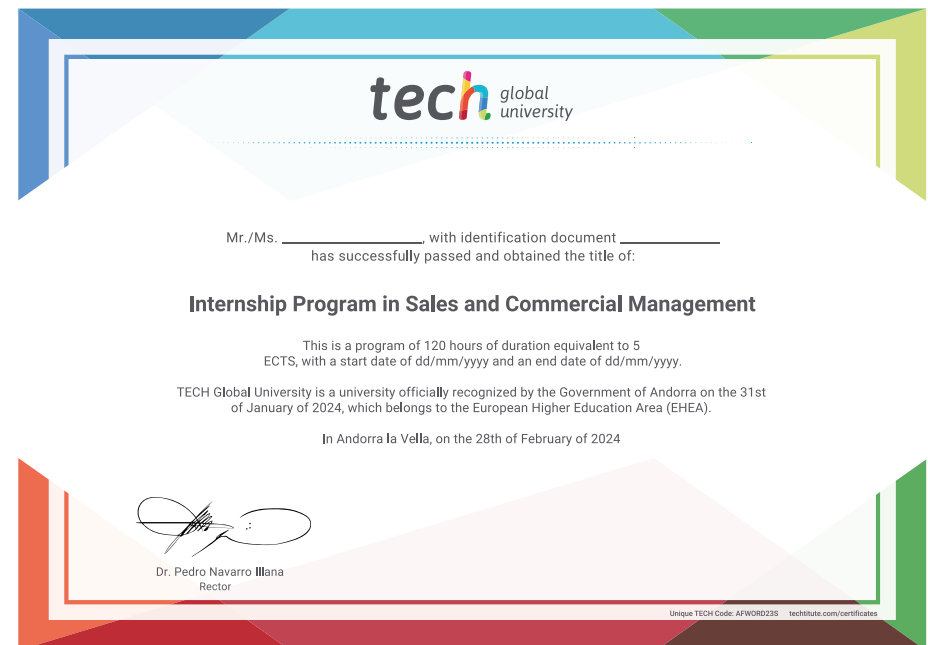 tech global
university
Mr./Ms. ____________________, with identification document ______________
has successfully passed and obtained the title of:
Internship Program in Sales and Commercial Management
This is a program of 120 hours of duration equivalent to 5
ECTS, with a start date of dd/mm/yyyy and an end date of dd/mm/yyyy.
TECH Global University is a university officially recognized by the Government of Andorra on the 31st
of January of 2024, which belongs to the European Higher Education Area (EHEA).
In Andorra la Vella, on the 28th of February of 2024
Dr. Pedro Navarro Illana
Rector
Unique TECH Code: AFWORD23S techtitute.com/certificates